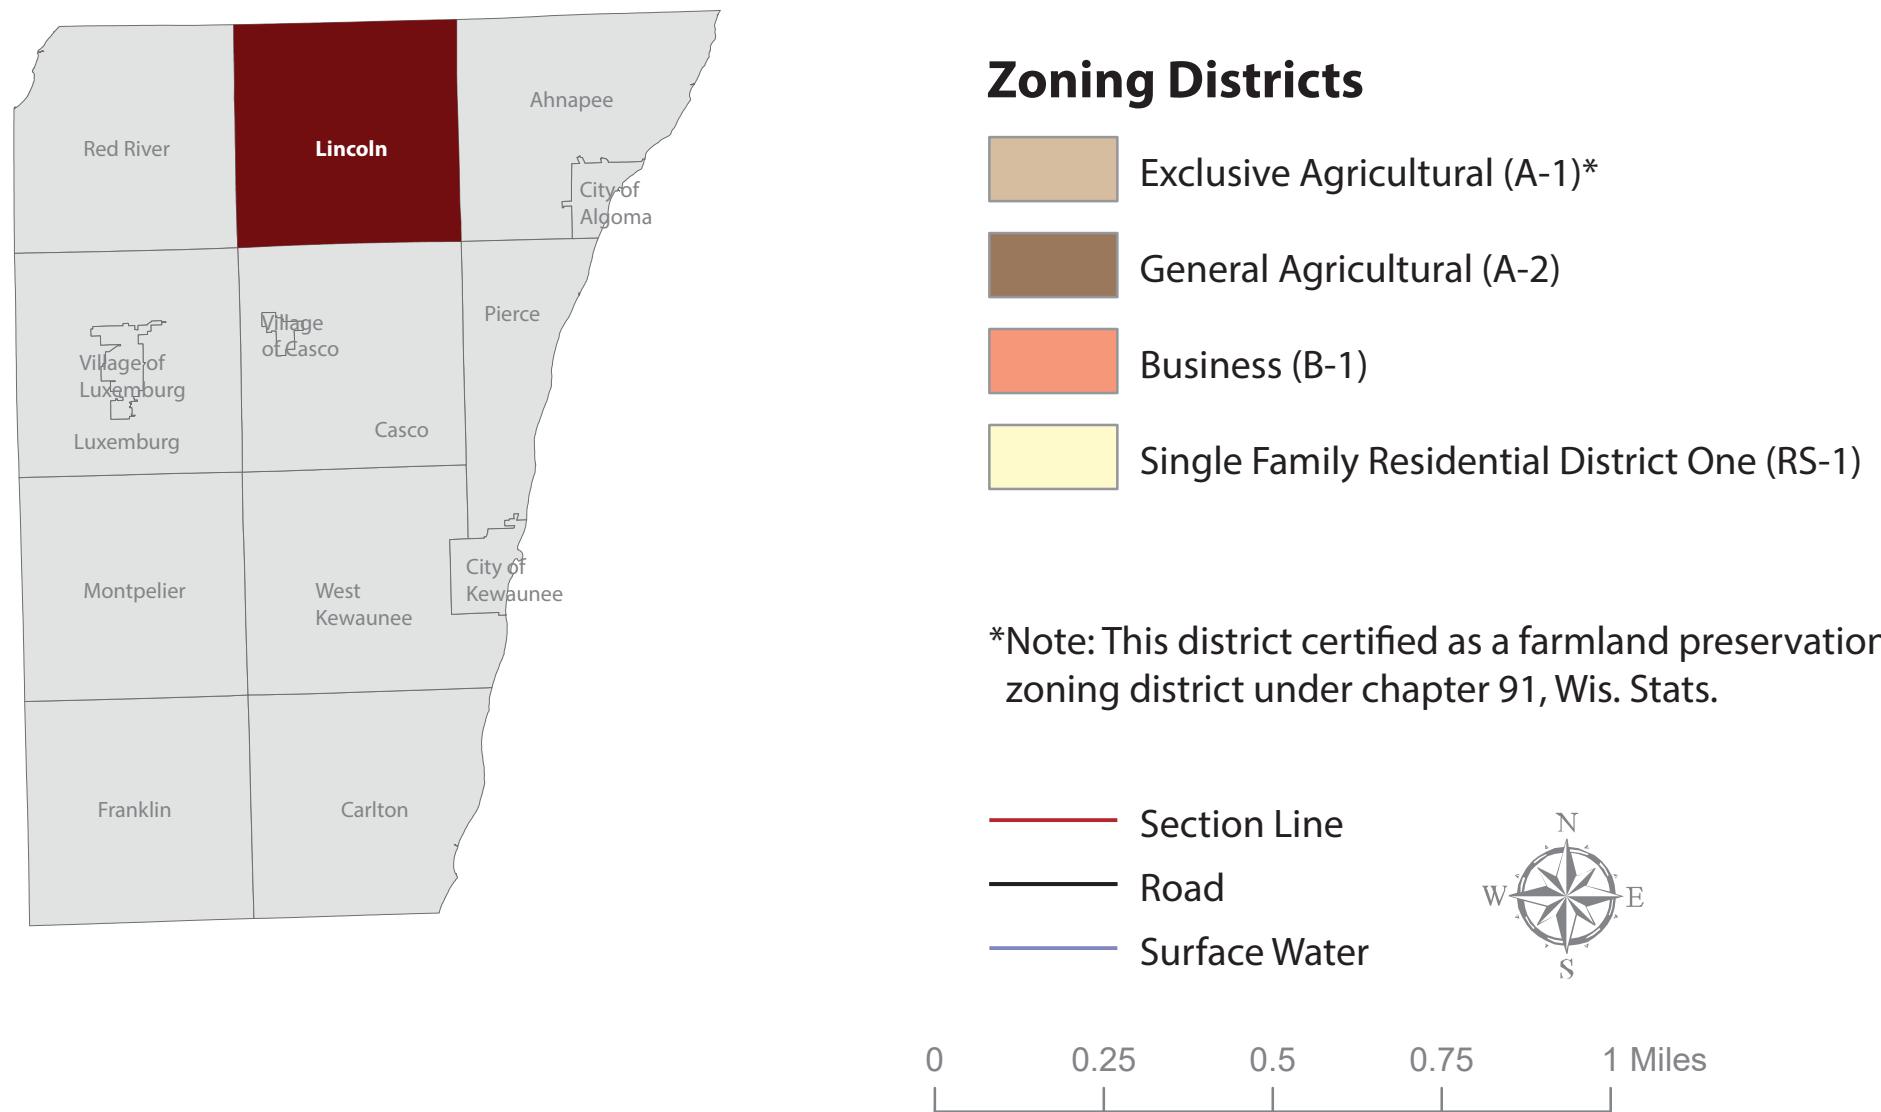 Red River
Lincoln
Ahnapee
City of
Algoma
Pierce
Village
of Casco
Village of
Luxemburg
Luxemburg
Casco
Montpelier
West
Kewaunee
City of
Kewaunee
Franklin
Carlton
Zoning Districts
Exclusive Agricultural (A-1)*
General Agricultural (A-2)
Business (B-1)
Single Family Residential District One (RS-1)
*Note: This district certified as a farmland preservation
zoning district under chapter 91, Wis. Stats.
Section Line
Road
Surface Water
N
W E
S
0 0.25 0.5 0.75 1 Miles